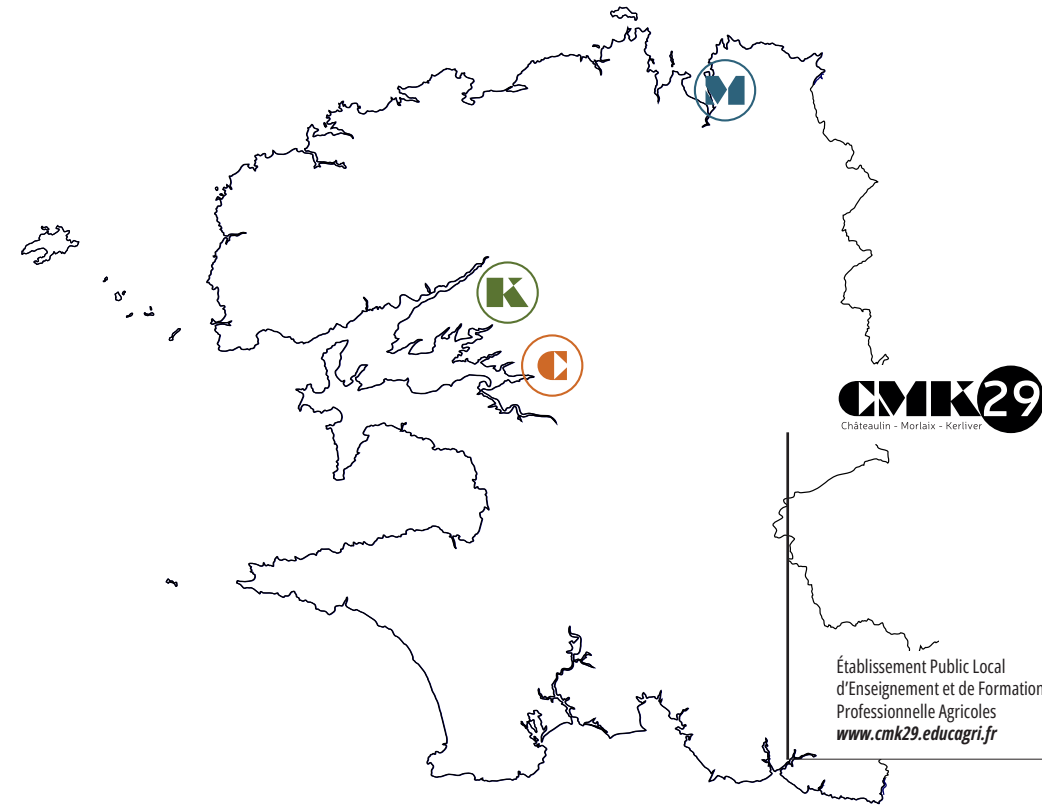 M
K
C
CMK29
Châteaulin - Morlaix - Kerliver
Établissement Public Local
d'Enseignement et de Formation
Professionnelle Agricoles
www.cmk29.educagri.fr